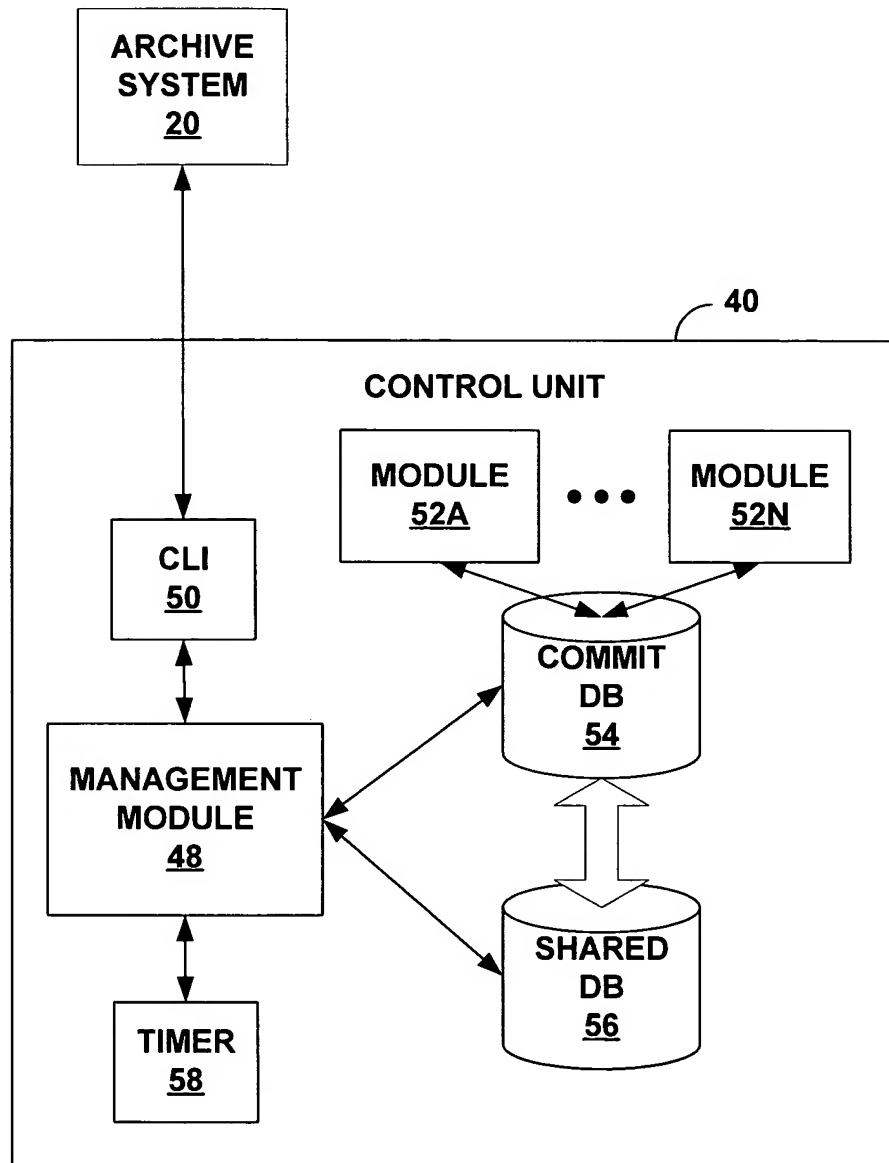 ARCHIVE
SYSTEM
20
40
CONTROL UNIT
MODULE
52A
MODULE
52N
CLI
50
COMMIT
DB
54
MANAGEMENT
MODULE
48
SHARED
DB
56
TIMER
58